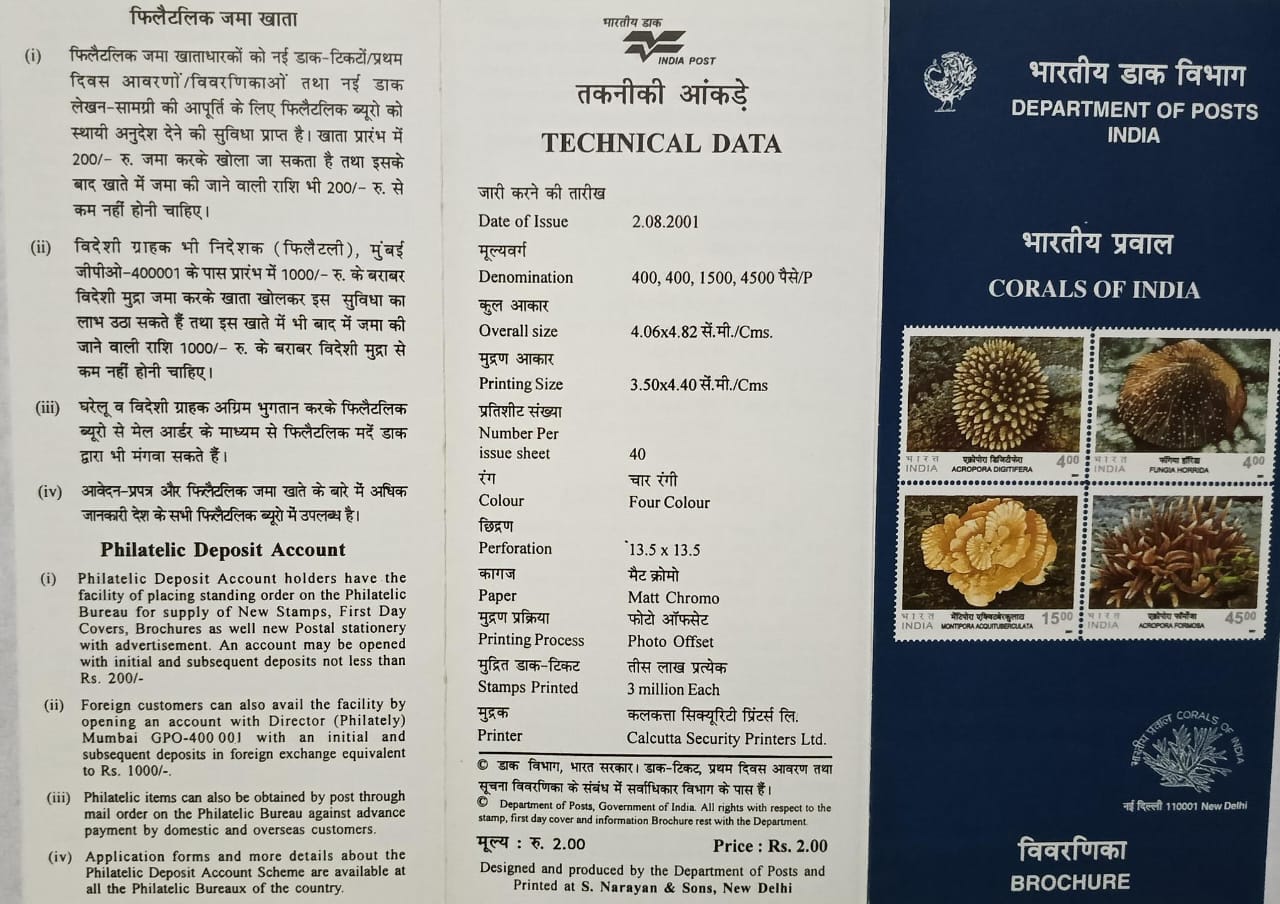 फिलैटलिक जमा खाता
(i) फिलैटलिक जमा खाताधारकों को नई डाक-टिकटों/प्रथम
दिवस आवरणों/विवरणिकाओं तथा नई डाक
लेखन-सामग्री की आपूर्ति के लिए फिलैटलिक ब्यूरो को
स्थायी अनुदेश देने की सुविधा प्राप्त है। खाता प्रारंभ में
200/- रु. जमा करके खोला जा सकता है तथा इसके
बाद खाते में जमा की जाने वाली राशि भी 200/- रु. से
कम नहीं होनी चाहिए।
(ii) विदेशी ग्राहक भी निदेशक (फिलैटली), मुंबई
जीपीओ-400001 के पास प्रारंभ में 1000/- रु. के बराबर
विदेशी मुद्रा जमा करके खाता खोलकर इस सुविधा का
लाभ उठा सकते हैं तथा इस खाते में भी बाद में जमा की
जाने वाली राशि 1000/- रु. के बराबर विदेशी मुद्रा से
कम नहीं होनी चाहिए।
(iii) घरेलू व विदेशी ग्राहक अग्रिम भुगतान करके फिलैटलिक
ब्यूरो से मेल आर्डर के माध्यम से फिलैटलिक मदें डाक
द्वारा भी मंगवा सकते हैं।
(iv) आवेदन-प्रपत्र और फिलैटलिक जमा खाते के बारे में अधिक
जानकारी देश के सभी फिलैटलिक ब्यूरो में उपलब्ध है।
Philatelic Deposit Account
(i) Philatelic Deposit Account holders have the
facility of placing standing order on the Philatelic
Bureau for supply of New Stamps, First Day
Covers, Brochures as well new Postal stationery
with advertisement. An account may be opened
with initial and subsequent deposits not less than
Rs. 200/-
(ii) Foreign customers can also avail the facility by
opening an account with Director (Philately)
Mumbai GPO-400 001 with an initial and
subsequent deposits in foreign exchange equivalent
to Rs. 1000/-.
(iii) Philatelic items can also be obtained by post through
mail order on the Philatelic Bureau against advance
payment by domestic and overseas customers.
(iv) Application forms and more details about the
Philatelic Deposit Account Scheme are available at
all the Philatelic Bureaux of the country.
भारतीय डाक
INDIA POST
तकनीकी आंकड़े
TECHNICAL DATA
जारी करने की तारीख
Date of Issue 2.08.2001
मूल्यवर्ग
Denomination 400, 400, 1500, 4500 पैसे/P
कुल आकार
Overall size 4.06x4.82 सें.मी./Cms.
मुद्रण आकार
Printing Size 3.50x4.40 सें.मी./Cms
प्रतिशीट संख्या
Number Per
issue sheet 40
रंग चार रंगी
Colour Four Colour
छिद्रण
Perforation 13.5 x 13.5
कागज मैट क्रोमो
Paper Matt Chromo
मुद्रण प्रक्रिया फोटो ऑफसेट
Printing Process Photo Offset
मुद्रित डाक-टिकट तीस लाख प्रत्येक
Stamps Printed 3 million Each
मुद्रक कलकत्ता सिक्यूरिटी प्रिंटर्स लि.
Printer Calcutta Security Printers Ltd.
© डाक विभाग, भारत सरकार। डाक-टिकट, प्रथम दिवस आवरण तथा
सूचना विवरणिका के संबंध में सर्वाधिकार विभाग के पास हैं।
© Department of Posts, Government of India. All rights with respect to the
stamp, first day cover and information Brochure rest with the Department.
मूल्य : रु. 2.00 Price : Rs. 2.00
Designed and produced by the Department of Posts and
Printed at S. Narayan & Sons, New Delhi
भारतीय डाक विभाग
DEPARTMENT OF POSTS
INDIA
भारतीय प्रवाल
CORALS OF INDIA
भारत INDIA एक्रोपोरा डिजिटीफेरा ACROPORA DIGITIFERA 4.00
भारत INDIA फंगिया हॉरिडा FUNGIA HORRIDA 4.00
भारत INDIA MONTIPORA ACQUITUBERCULATA 15.00
भारत INDIA एक्रोपोरा फॉर्मोसा ACROPORA FORMOSA 45.00
भारतीय प्रवाल CORALS OF INDIA
नई दिल्ली 110001 New Delhi
विवरणिका
BROCHURE